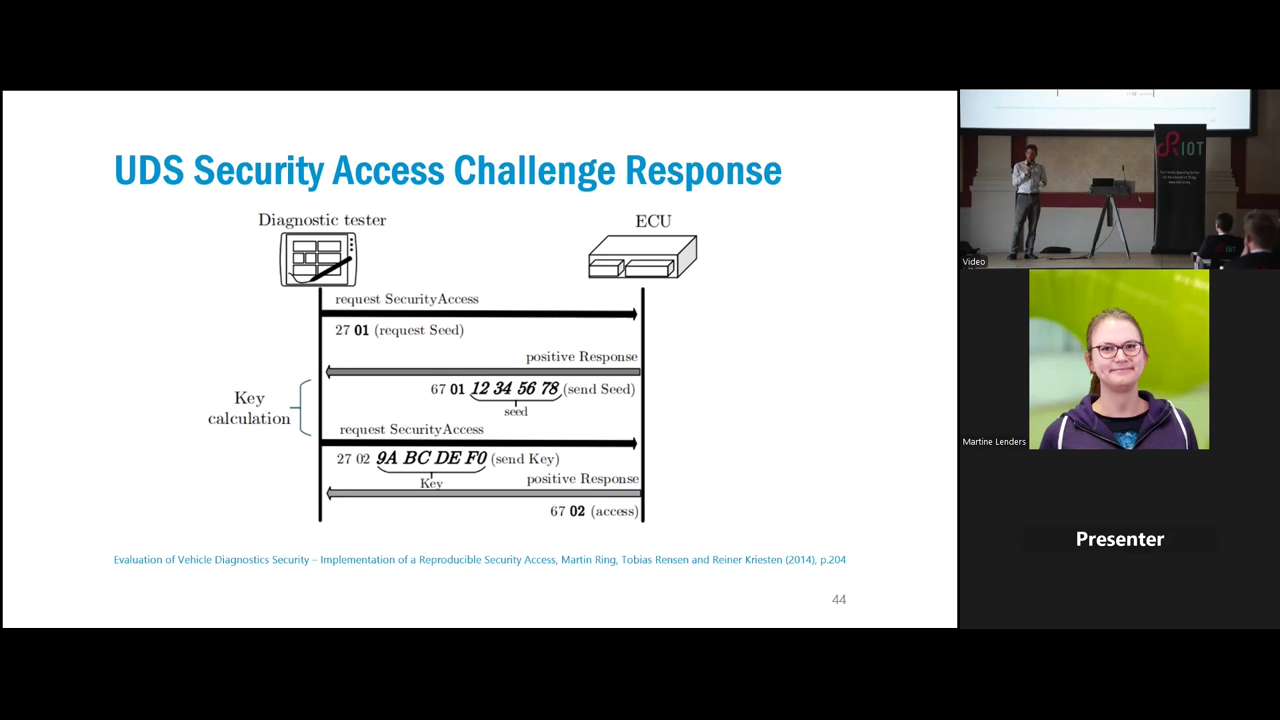 UDS Security Access Challenge Response
Diagnostic tester
ECU
request SecurityAccess
27 01 (request Seed)
positive Response
67 01 12 34 56 78 (send Seed)
seed
Key
calculation
request SecurityAccess
27 02 9A BC DE F0 (send Key)
Key
positive Response
67 02 (access)
Evaluation of Vehicle Diagnostics Security – Implementation of a Reproducible Security Access, Martin Ring, Tobias Rensen and Reiner Kriesten (2014), p.204
44
RIOT
Video
Martine Lenders
Presenter